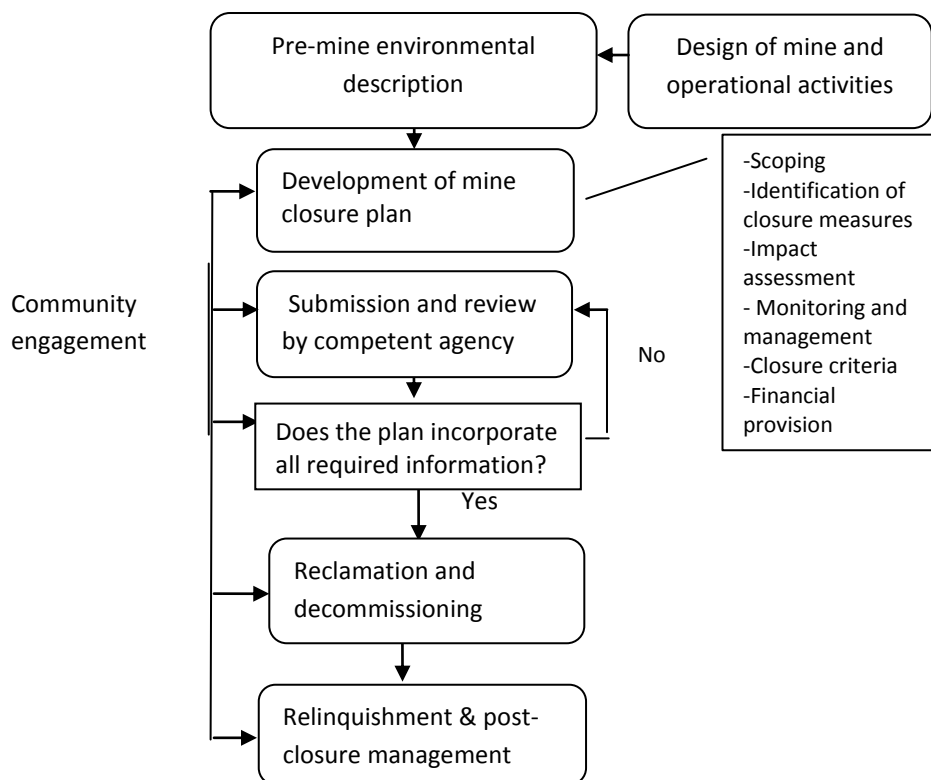 Pre-mine environmental
description
Design of mine and
operational activities
Development of mine
closure plan
-Scoping
-Identification of
closure measures
-Impact
assessment
- Monitoring and
management
-Closure criteria
-Financial
provision
Community
engagement
Submission and review
by competent agency
No
Does the plan incorporate
all required information?
Yes
Reclamation and
decommissioning
Relinquishment & post-
closure management